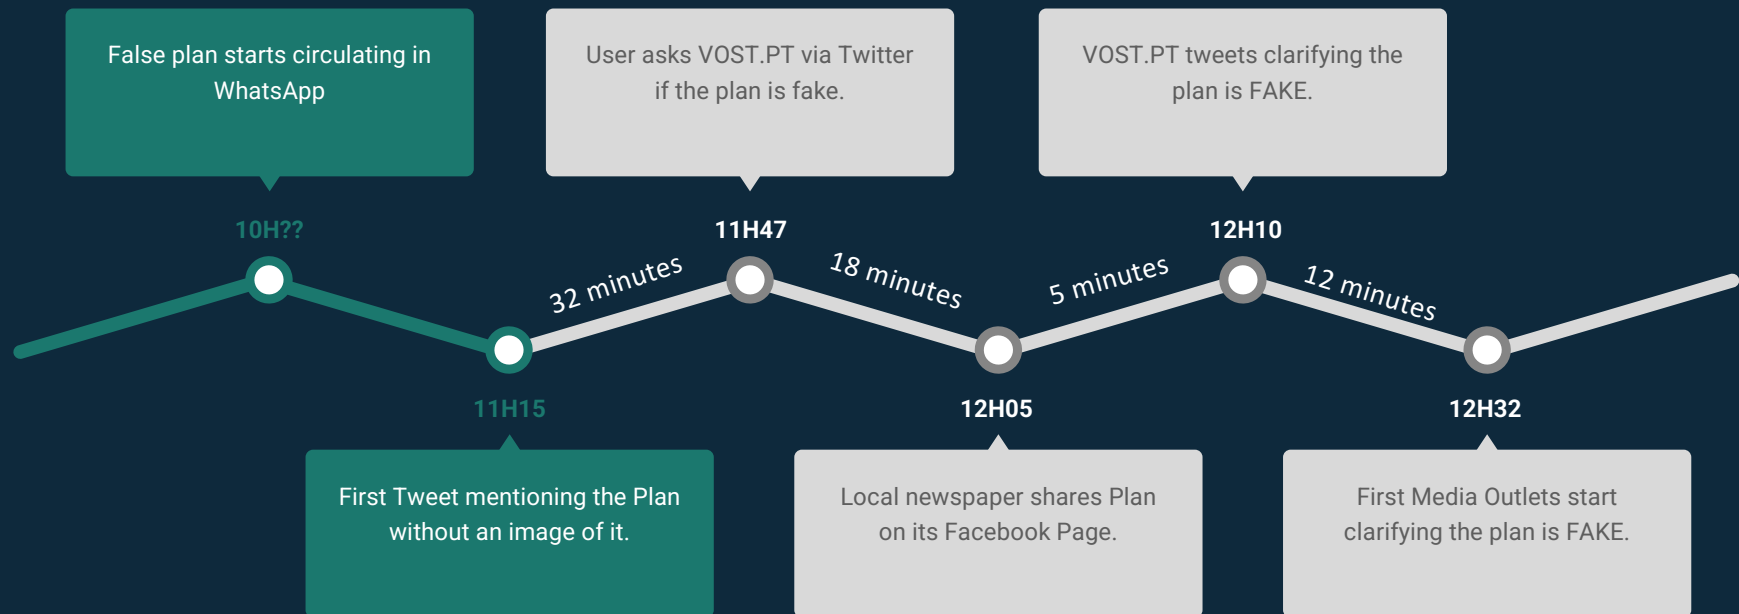 False plan starts circulating in
WhatsApp
User asks VOST.PT via Twitter
if the plan is fake.
VOST.PT tweets clarifying the
plan is FAKE.
10H??
11H47
12H10
32 minutes
18 minutes
5 minutes
12 minutes
11H15
12H05
12H32
First Tweet mentioning the Plan
without an image of it.
Local newspaper shares Plan
on its Facebook Page.
First Media Outlets start
clarifying the plan is FAKE.